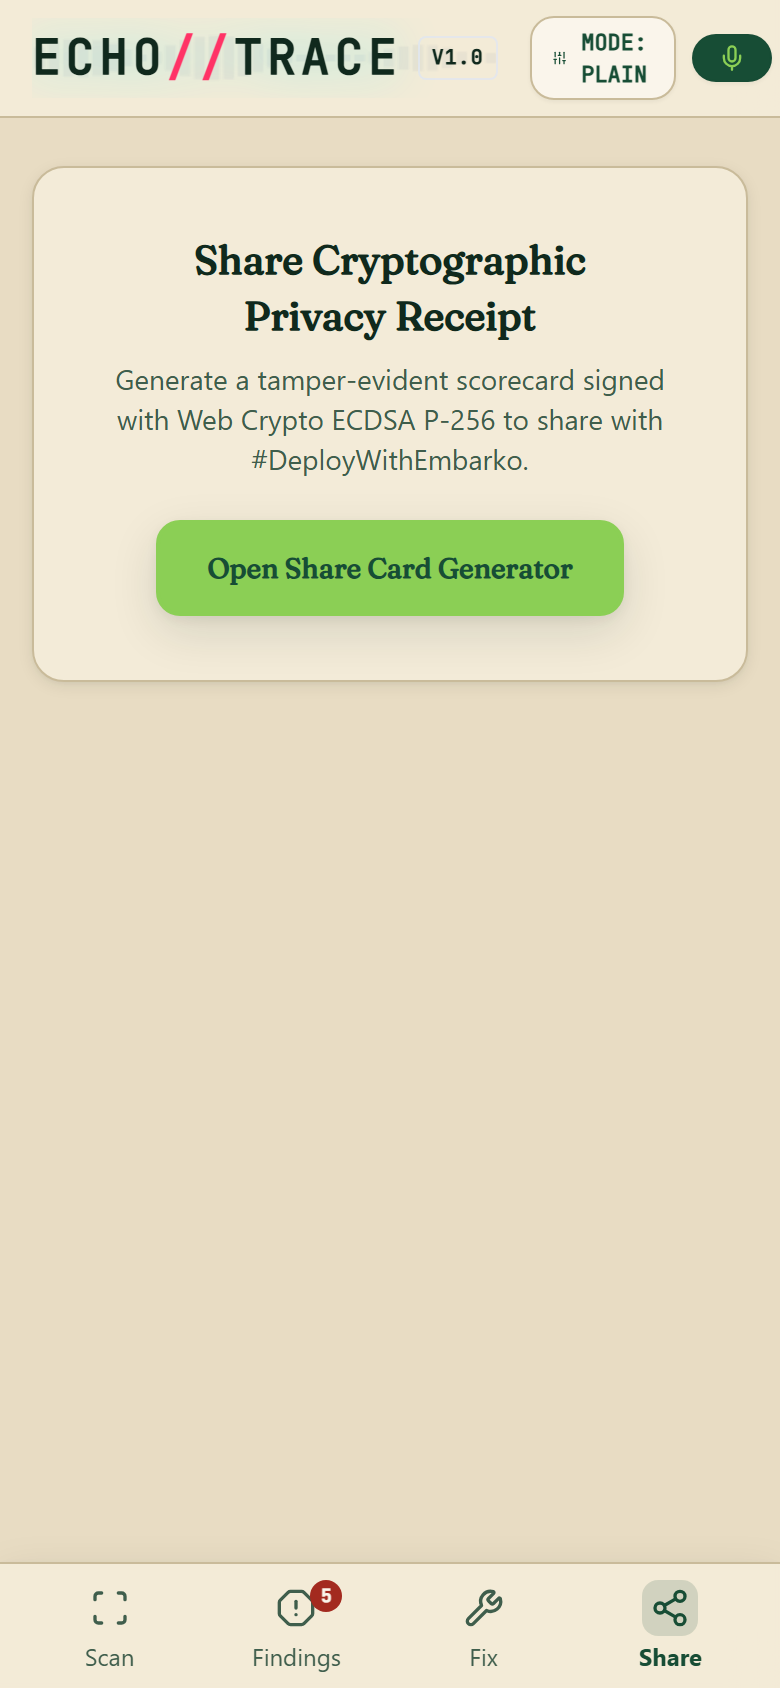 ECHO//TRACE
V1.0
MODE:
PLAIN
Share Cryptographic
Privacy Receipt
Generate a tamper-evident scorecard signed
with Web Crypto ECDSA P-256 to share with
#DeployWithEmbarko.
Open Share Card Generator
5
Scan
Findings
Fix
Share